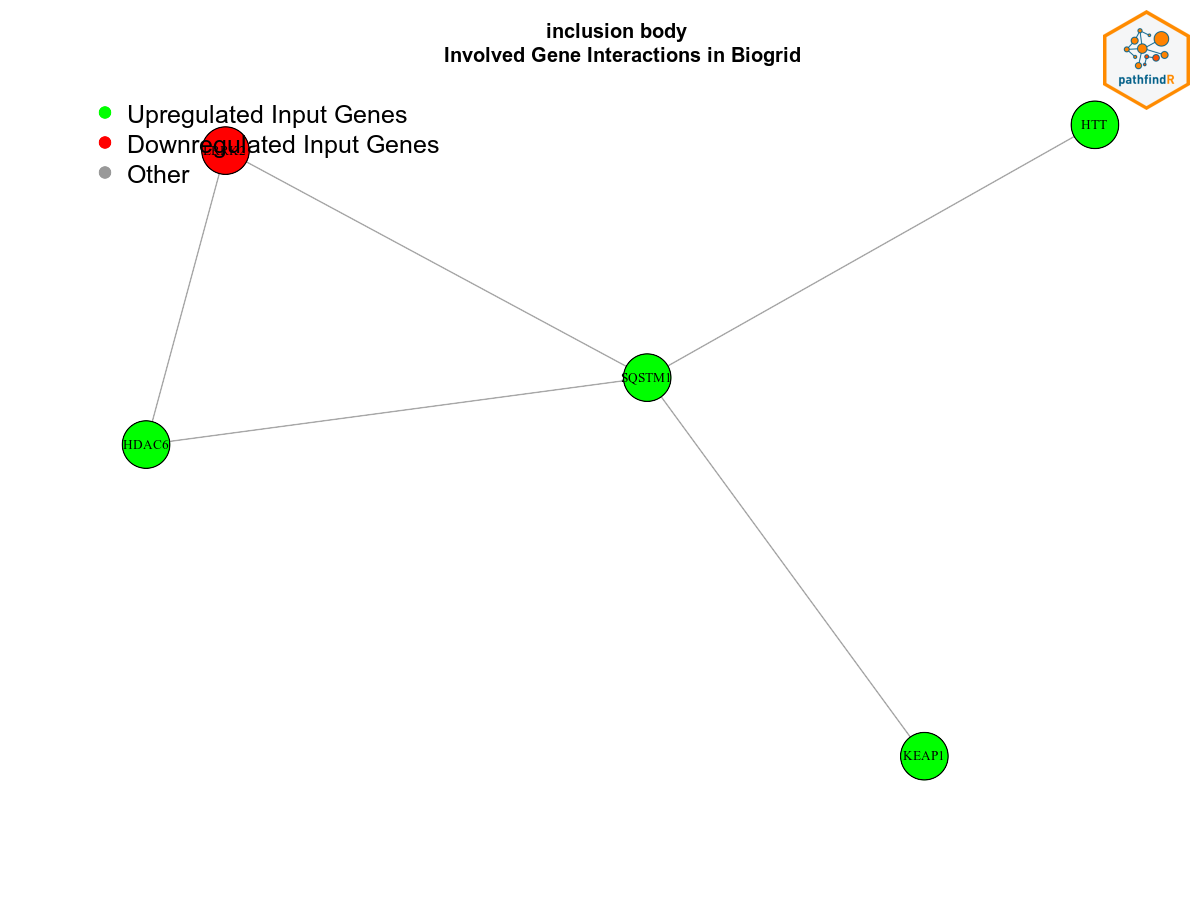 inclusion body
Involved Gene Interactions in Biogrid
pathfindR
Upregulated Input Genes
Downregulated Input Genes
Other
HTT
SQSTM1
HDAC6
KEAP1